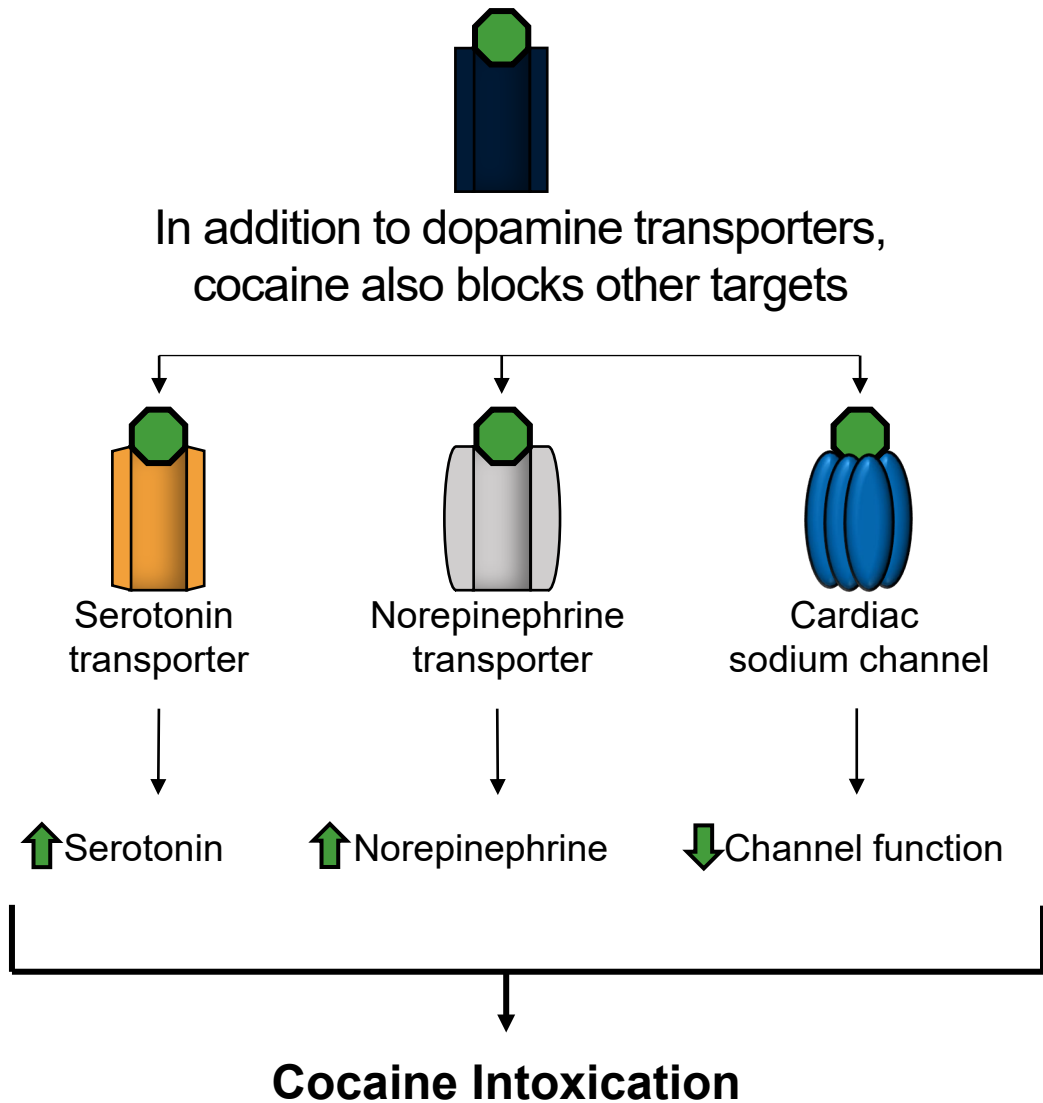 In addition to dopamine transporters,
cocaine also blocks other targets
Serotonin
transporter
Norepinephrine
transporter
Cardiac
sodium channel
Serotonin
Norepinephrine
Channel function
Cocaine Intoxication